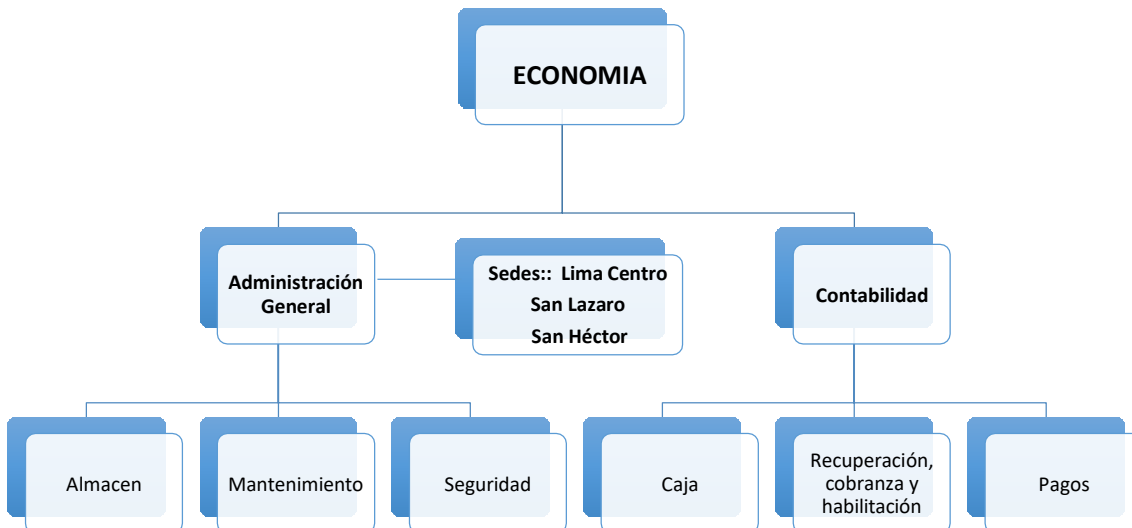 ECONOMIA
Administración
General
Sedes:: Lima Centro
San Lazaro
San Héctor
Contabilidad
Almacen
Mantenimiento
Seguridad
Caja
Recuperación,
cobranza y
habilitación
Pagos